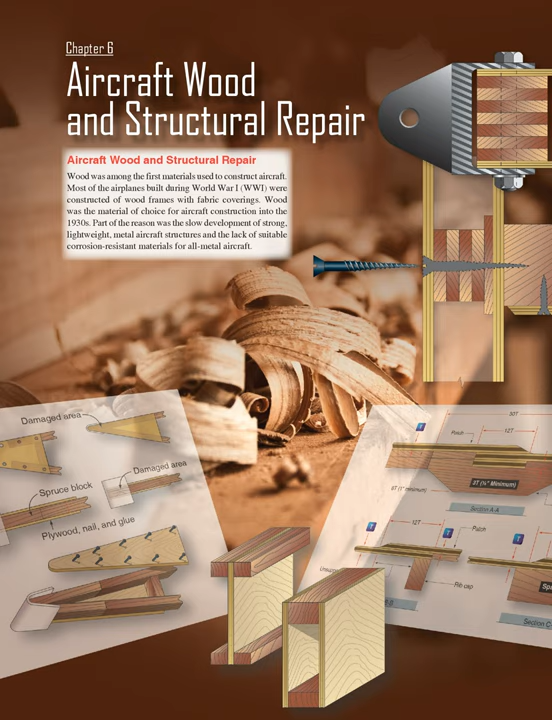 Chapter 6
Aircraft Wood
and Structural Repair
Aircraft Wood and Structural Repair
Wood was among the first materials used to construct aircraft.
Most of the airplanes built during World War I (WWI) were
constructed of wood frames with fabric coverings. Wood
was the material of choice for aircraft construction into the
1930s. Part of the reason was the slow development of strong,
lightweight, metal aircraft structures and the lack of suitable
corrosion-resistant materials for all-metal aircraft.
Damaged area
Damaged area
Spruce block
Plywood, nail, and glue
30T
12T
Patch
T
2T (¼" Minimum)
6T (1" minimum)
Section A-A
T
12T
T
Patch
T
Rib cap
Section C-